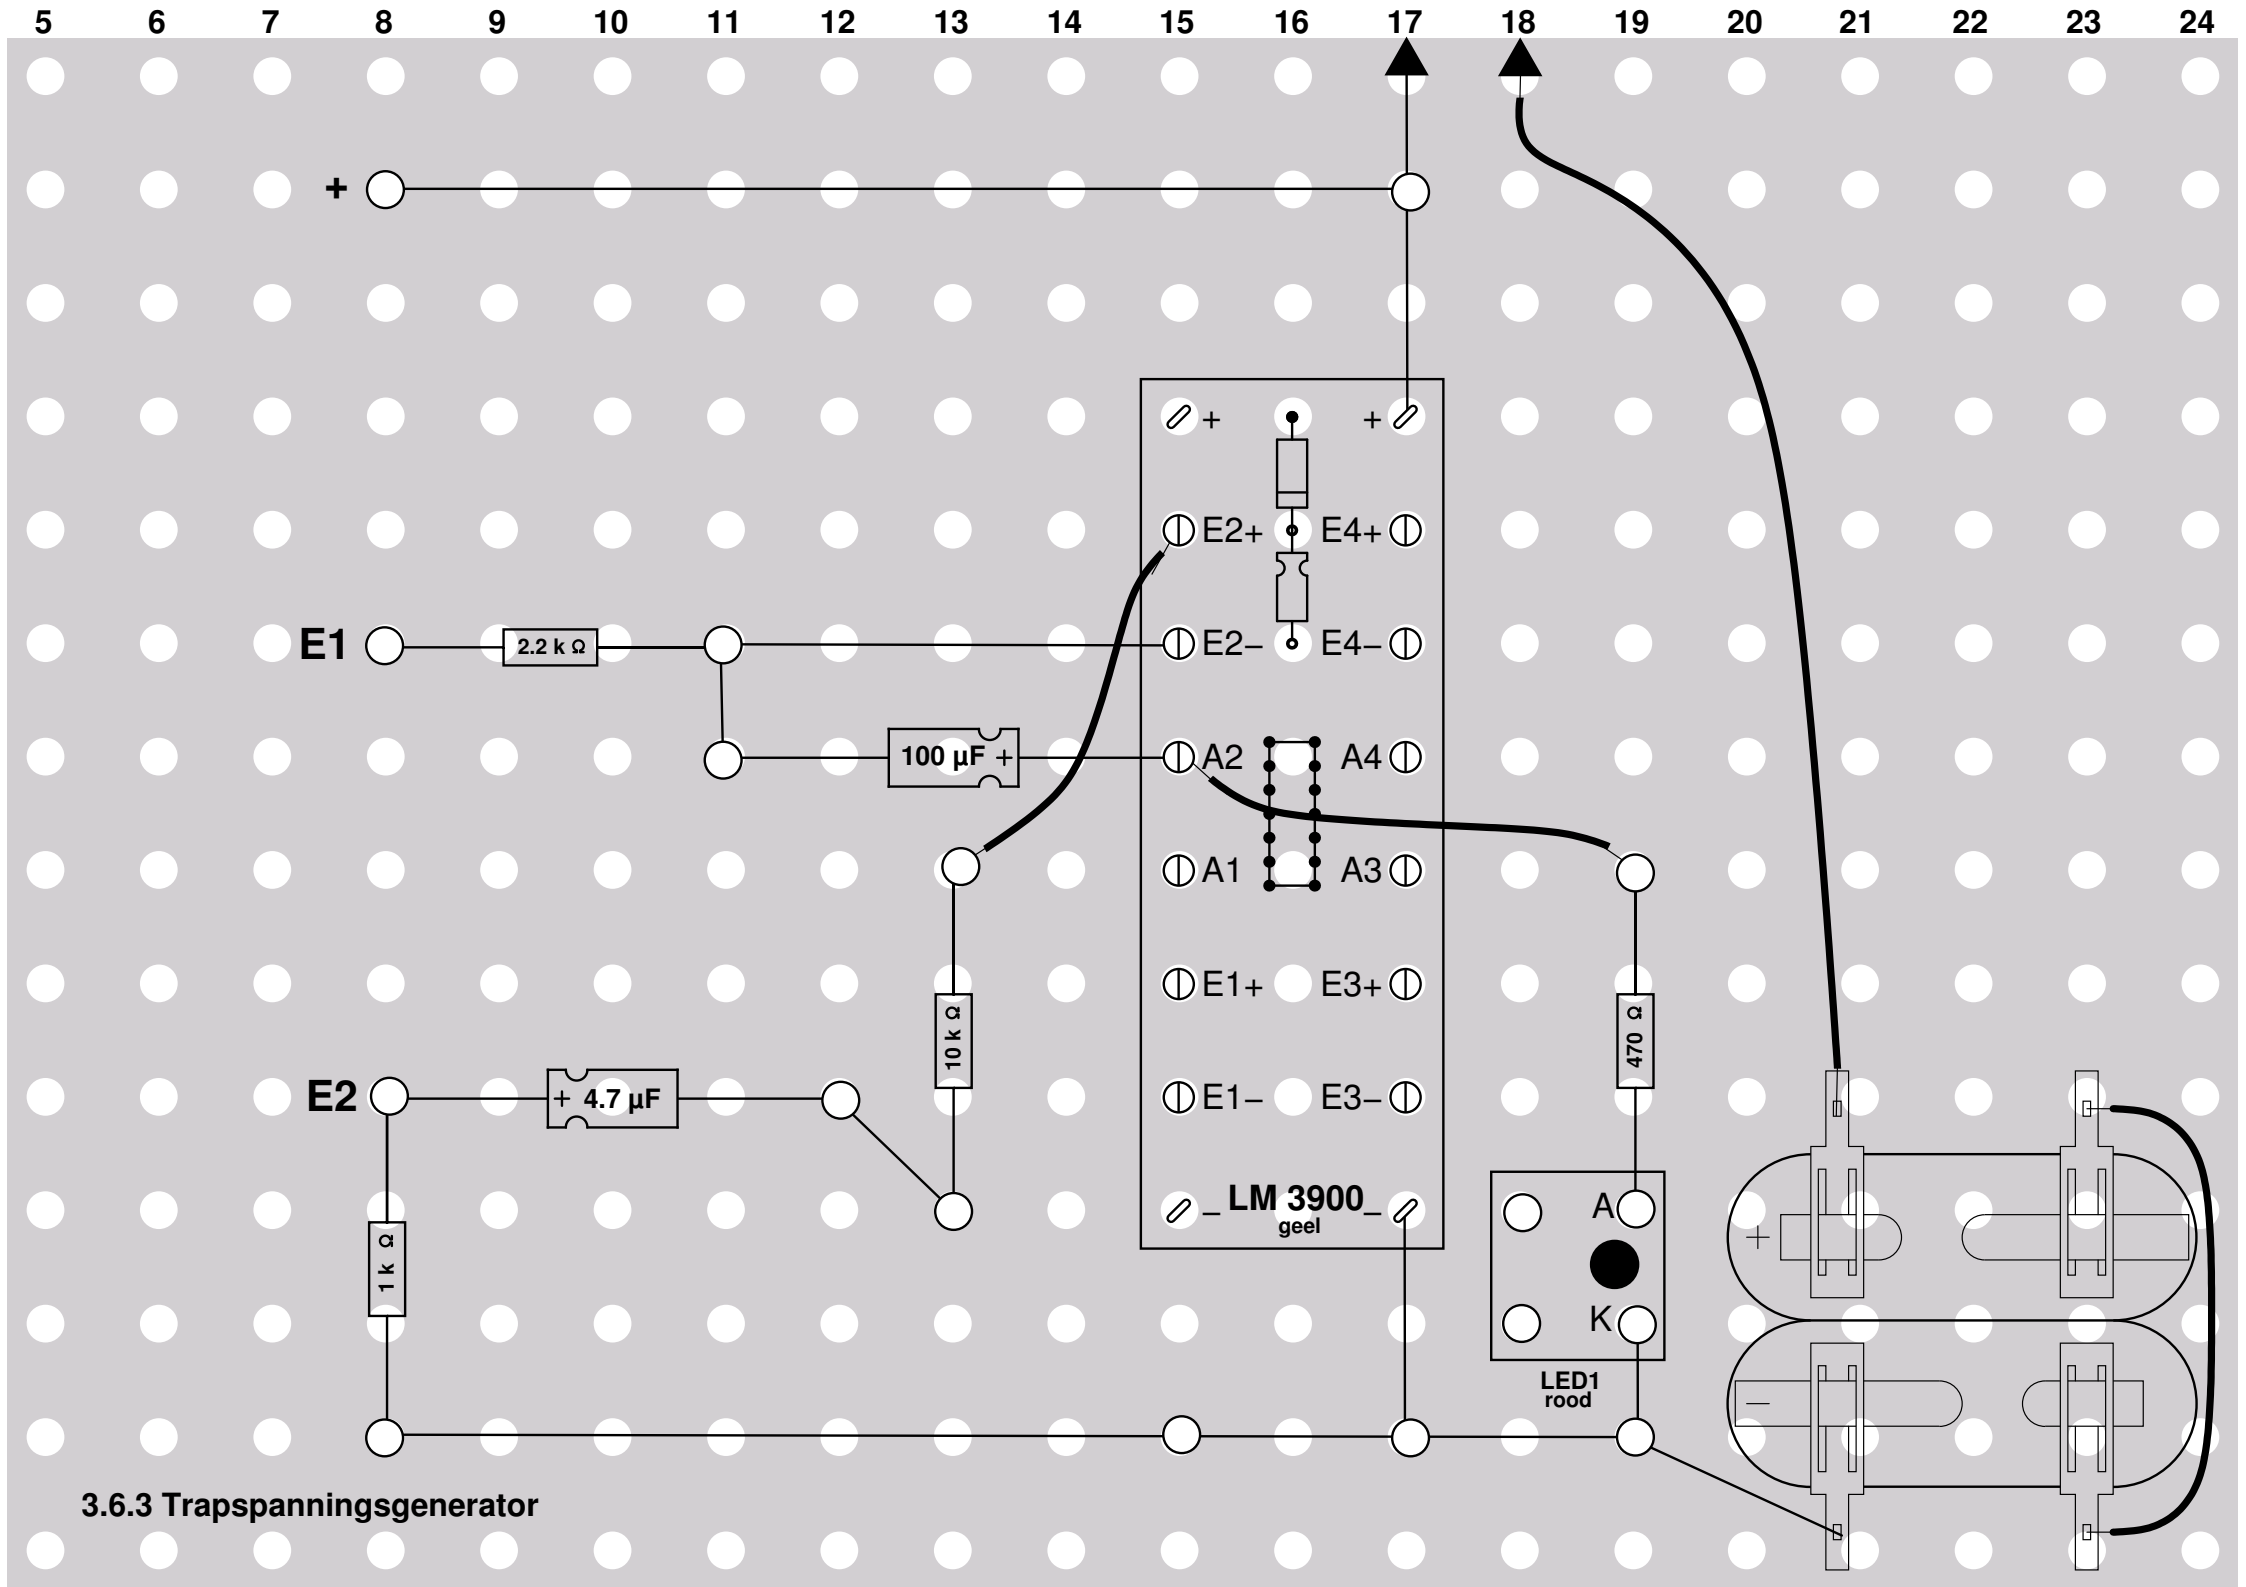 5 6 7 8 9 10 11 12 13 14 15 16 17 18 19 20 21 22 23 24
+
+ +
E2+ E4+
E1 2.2 k Ω E2– E4–
100 µF + A2 A4
A1 A3
E1+ E3+
10 k Ω
470 Ω
E2 + 4.7 µF E1– E3–
– LM 3900 –
geel
A
+
1 k Ω
K
LED1
rood
–
3.6.3 Trapspanningsgenerator